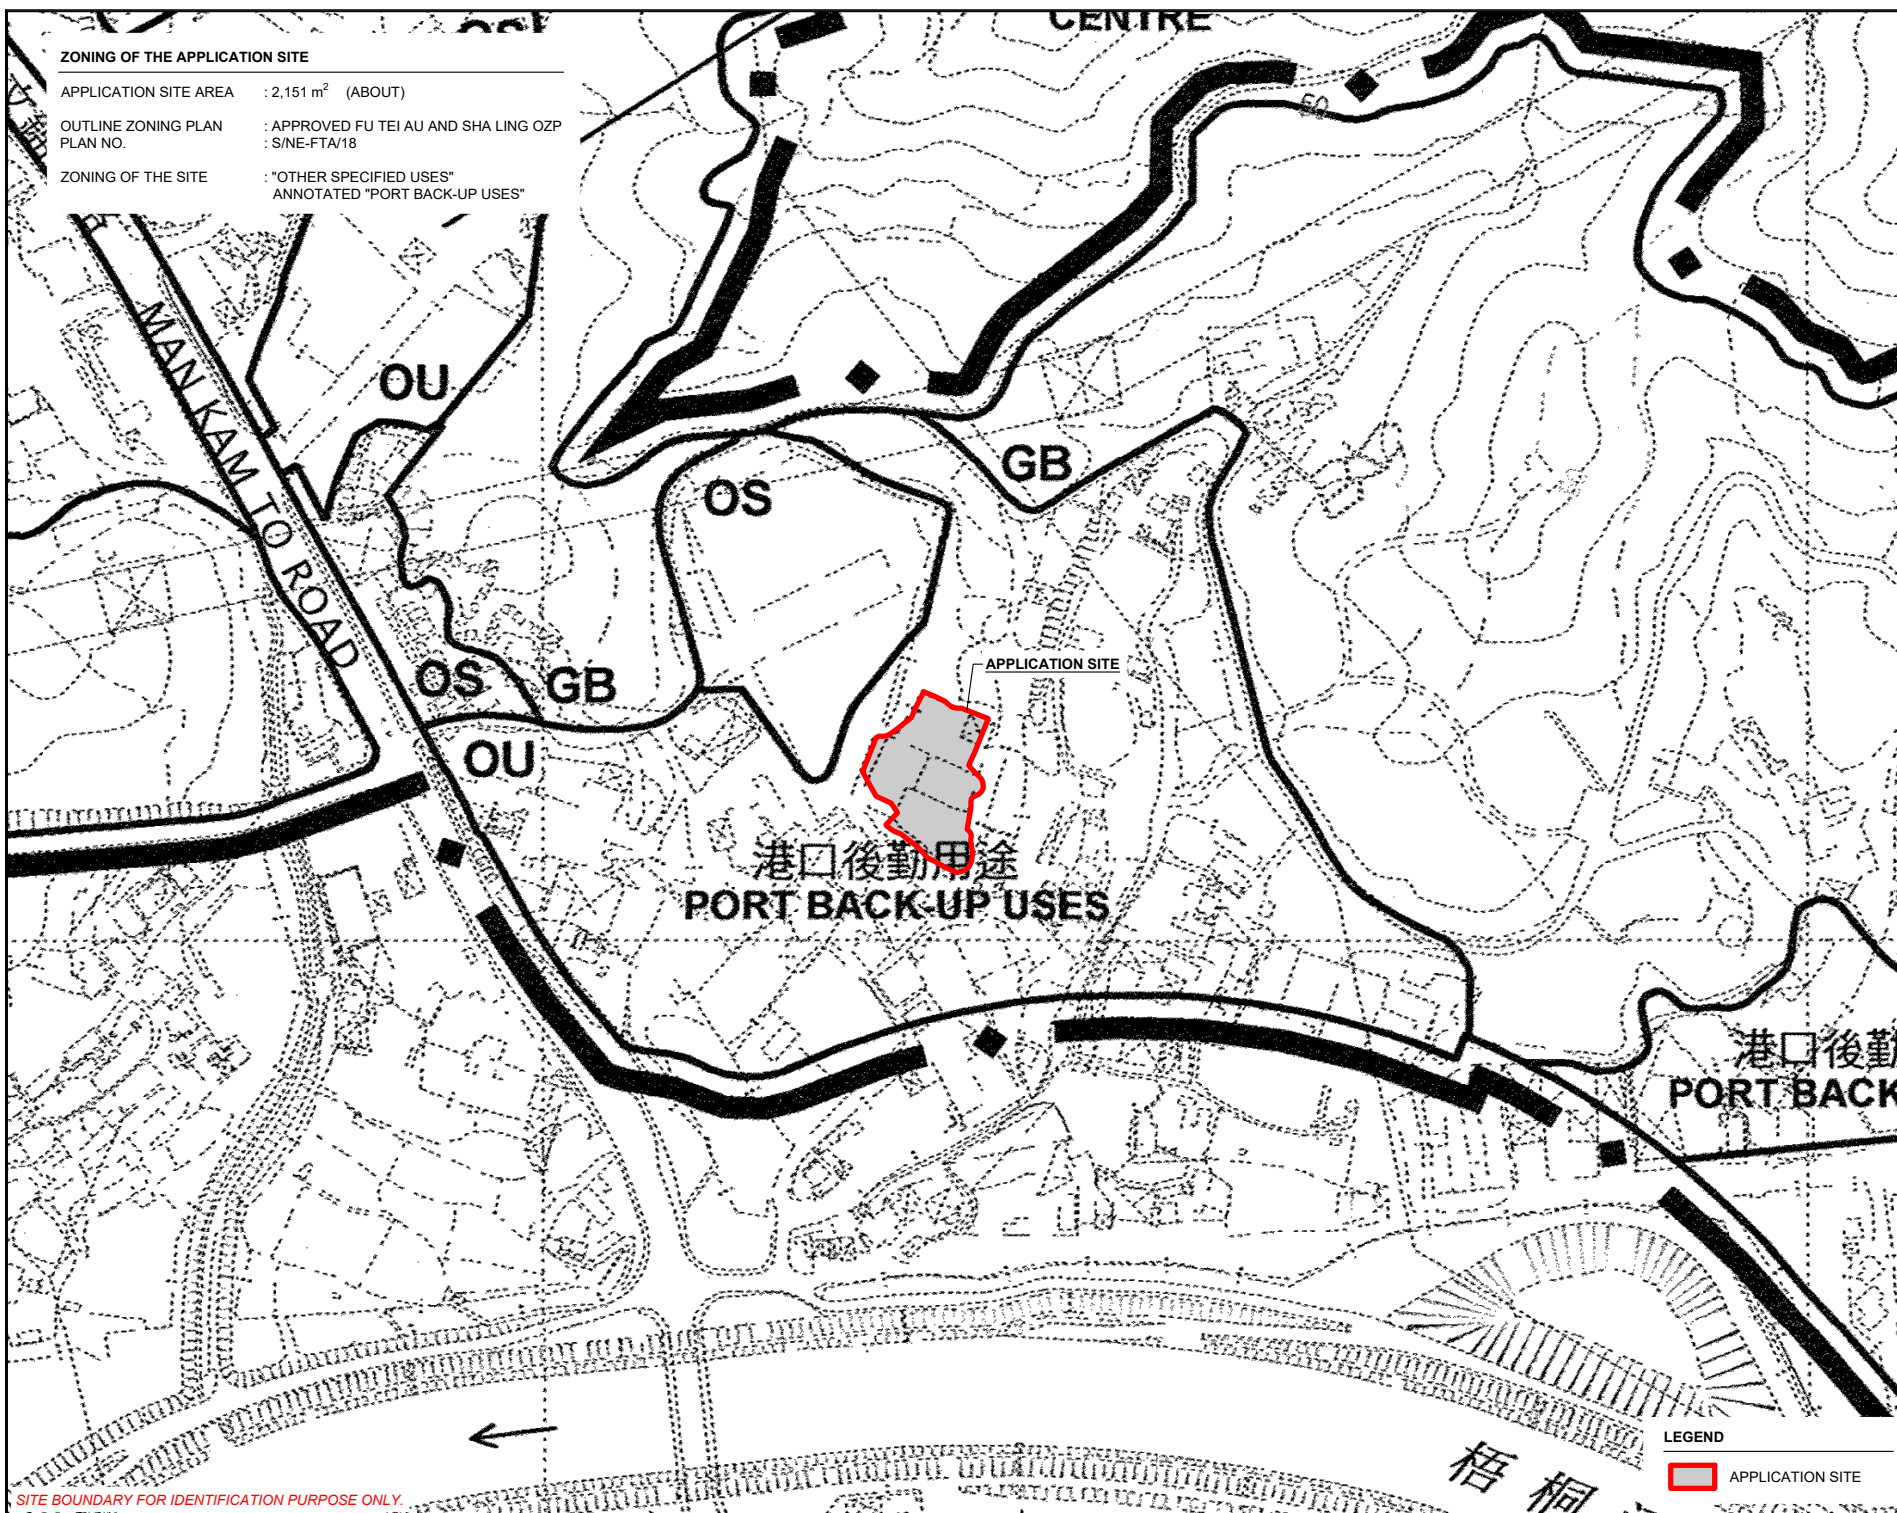 CENTRE
ZONING OF THE APPLICATION SITE
APPLICATION SITE AREA : 2,151 m² (ABOUT)
OUTLINE ZONING PLAN : APPROVED FU TEI AU AND SHA LING OZP
PLAN NO. : S/NE-FTA/18
ZONING OF THE SITE : "OTHER SPECIFIED USES"
ANNOTATED "PORT BACK-UP USES"
60
MAN KAM TO ROAD
OU
GB
OS
APPLICATION SITE
OS
GB
OU
港口後勤用途
PORT BACK-UP USES
港口後勤
PORT BACK
梧桐
LEGEND
APPLICATION SITE
SITE BOUNDARY FOR IDENTIFICATION PURPOSE ONLY.